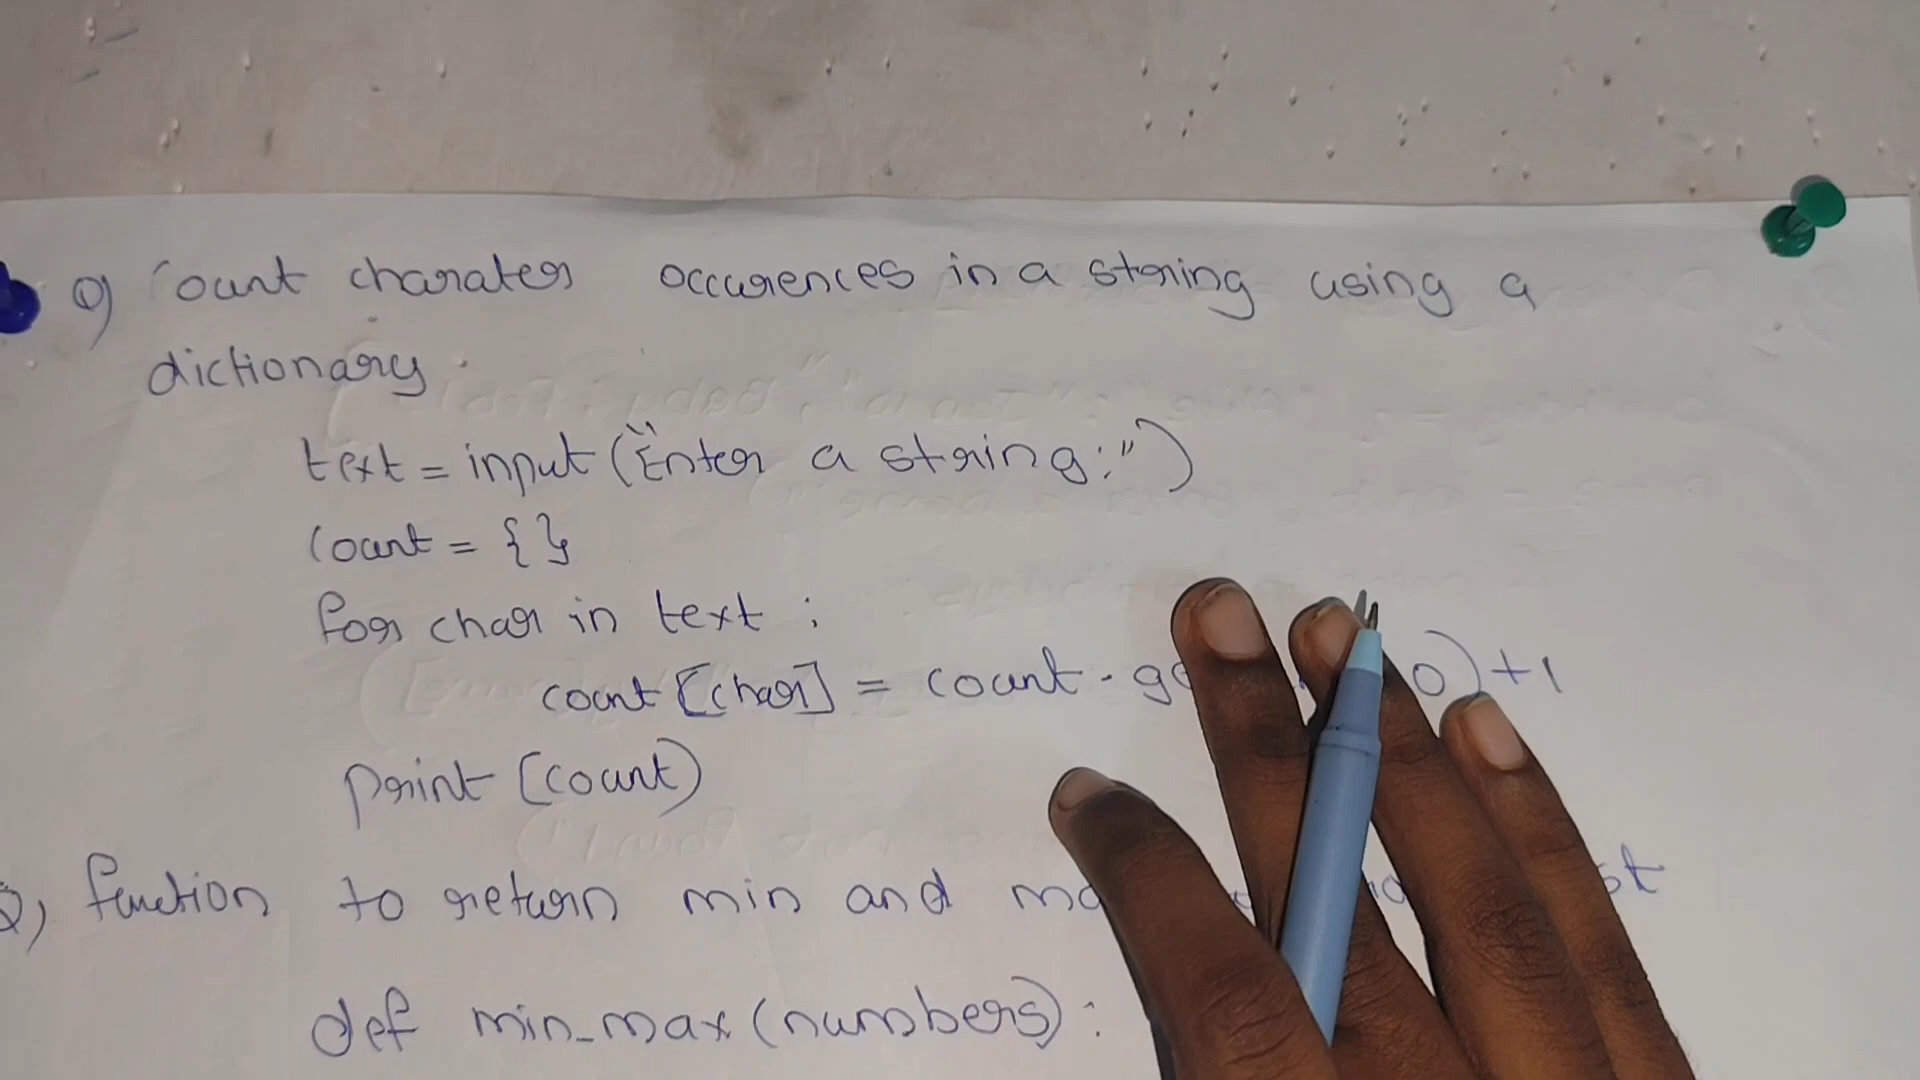 Q) Count charater occurences in a string using a
dictionary.
text = input ("Enter a string:")
Count = { }
for char in text :
count [char] = count . 0) + 1
print [count)
Q, function to return min and
def min_max (numbers) :